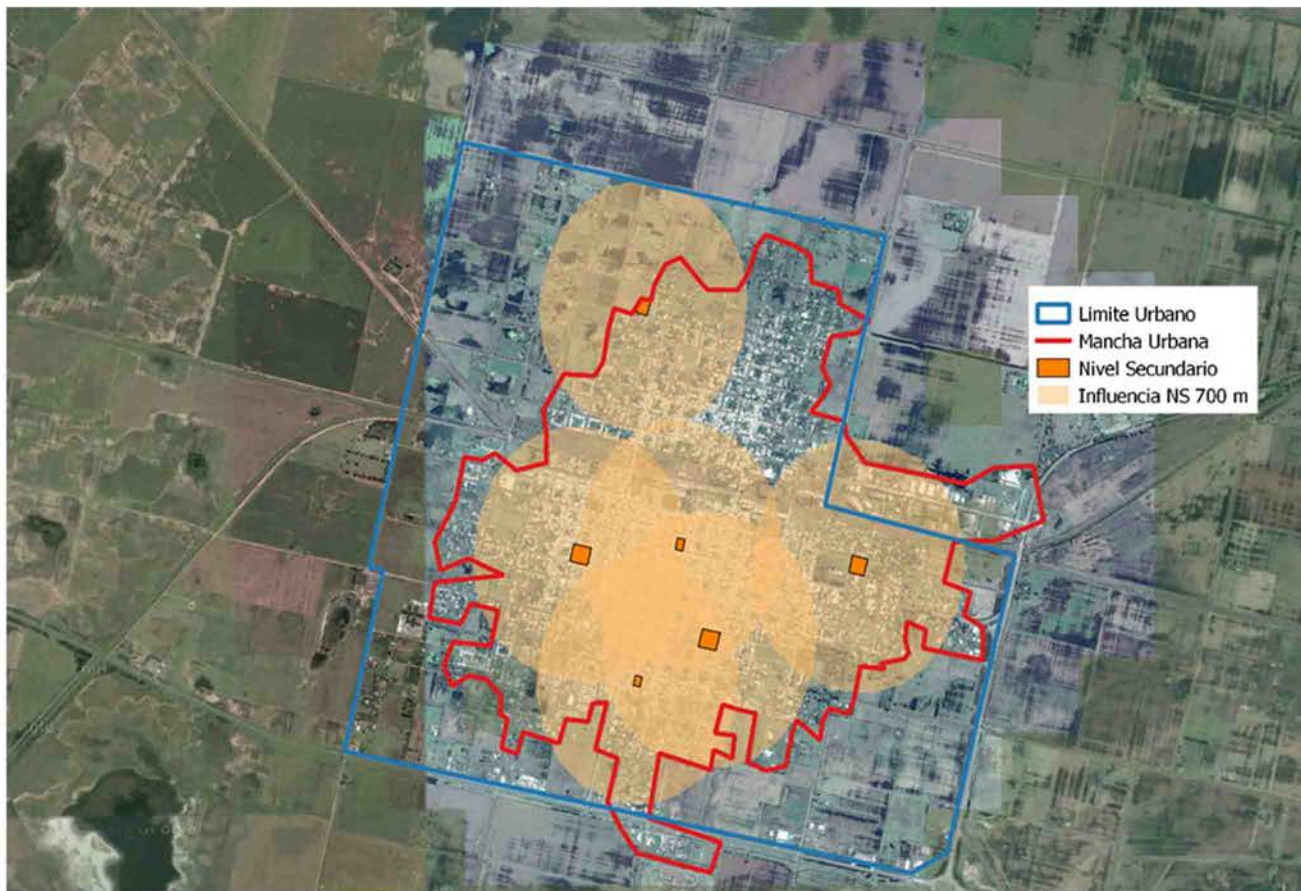 Limite Urbano
Mancha Urbana
Nivel Secundario
Influencia NS 700 m